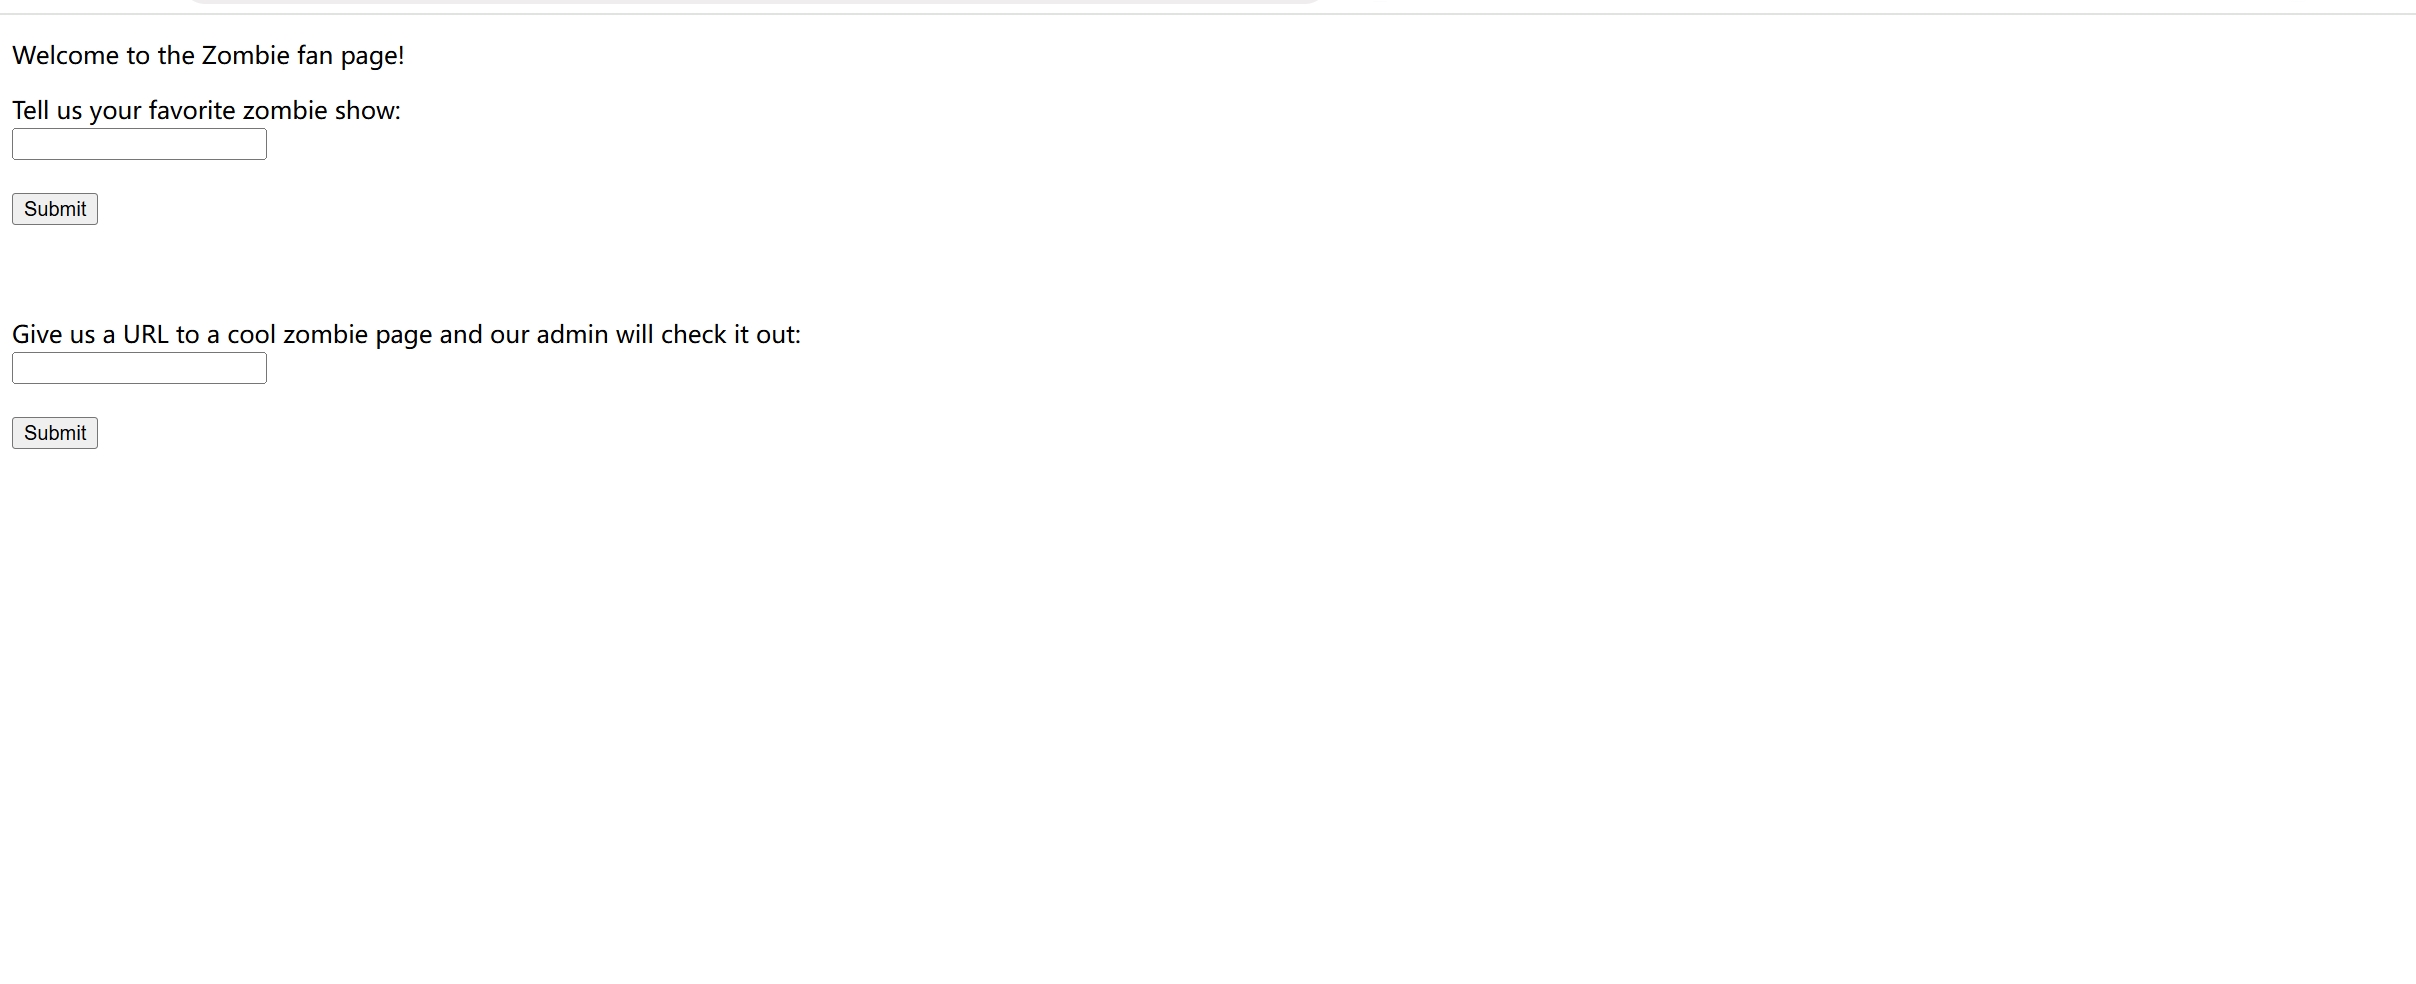 Welcome to the Zombie fan page!
Tell us your favorite zombie show:
Submit
Give us a URL to a cool zombie page and our admin will check it out:
Submit